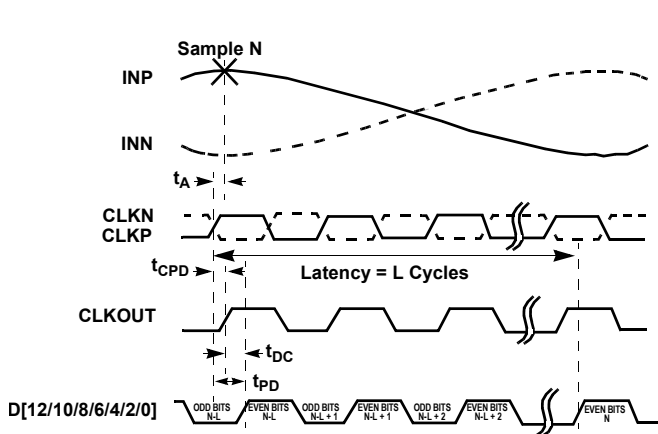 Sample N
INP
INN
tA
CLKN
CLKP
tCPD
Latency = L Cycles
CLKOUT
tDC
tPD
D[12/10/8/6/4/2/0]
ODD BITS
N-L
EVEN BITS
N-L
ODD BITS
N-L + 1
EVEN BITS
N-L + 1
ODD BITS
N-L + 2
EVEN BITS
N-L + 2
EVEN BITS
N